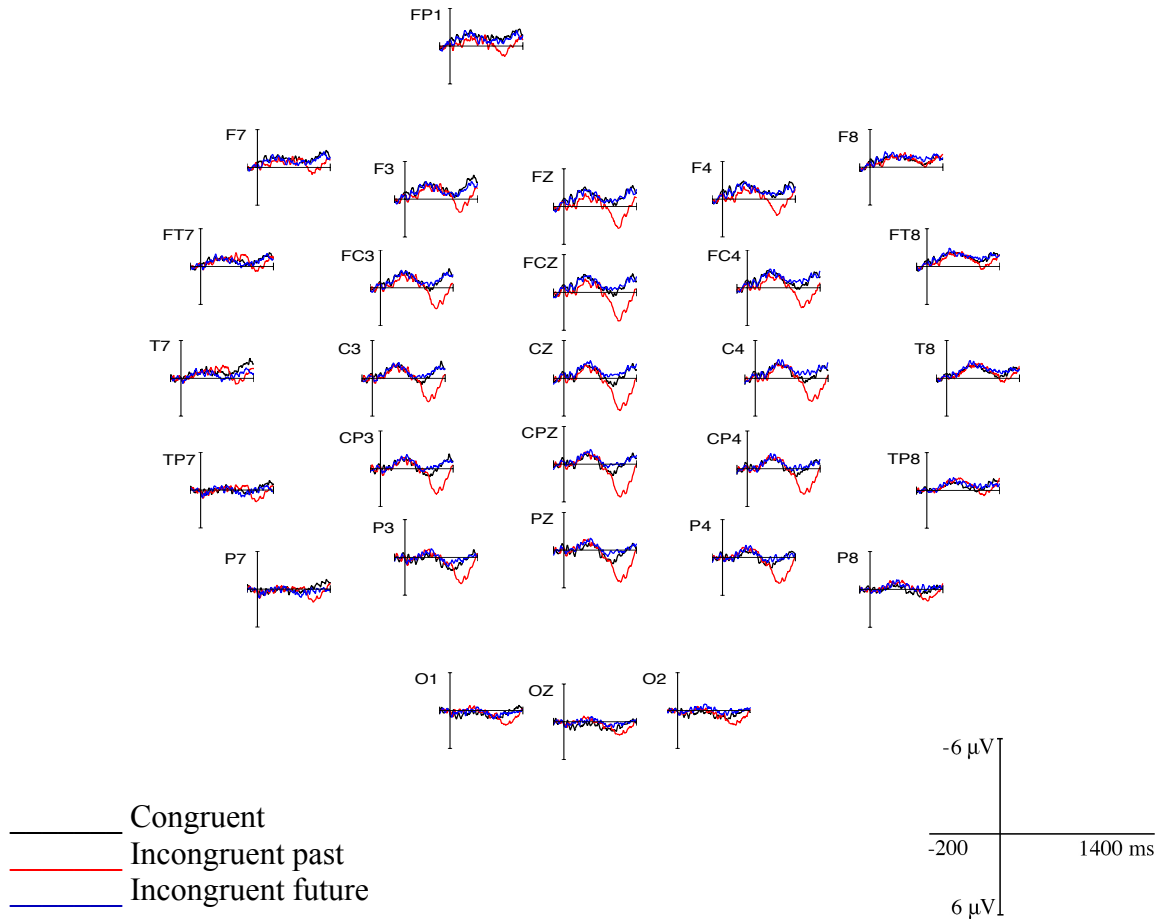 FP1
F7
F3
FZ
F4
F8
FT7
FC3
FCZ
FC4
FT8
T7
C3
CZ
C4
T8
TP7
CP3
CPZ
CP4
TP8
P7
P3
PZ
P4
P8
O1
OZ
O2
-6 µV
-200
1400 ms
6 µV
Congruent
Incongruent past
Incongruent future